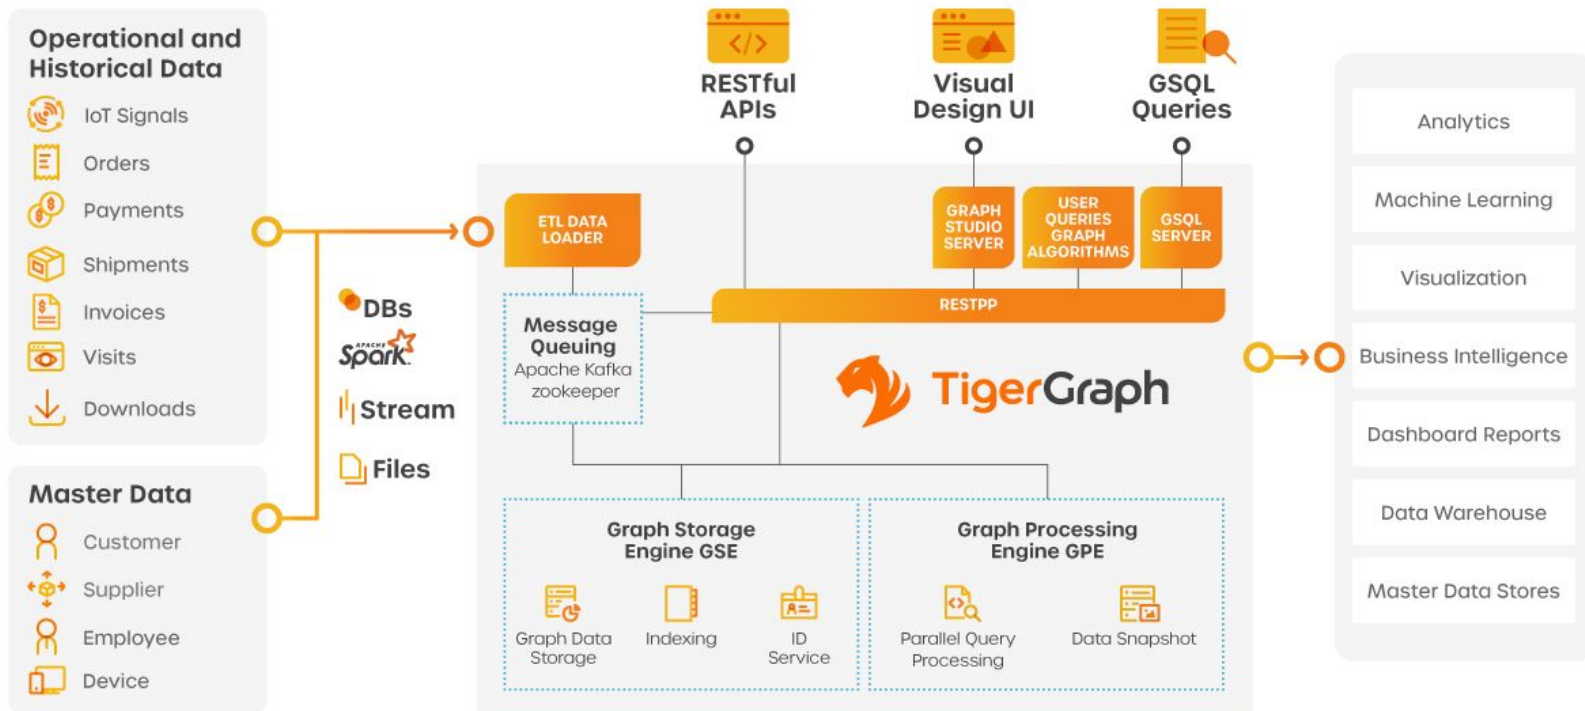 Operational and
Historical Data
IoT Signals
Orders
Payments
Shipments
Invoices
Visits
Downloads
Master Data
Customer
Supplier
Employee
Device
DBs
APACHE
Spark
Stream
Files
RESTful
APIs
Visual
Design UI
GSQL
Queries
ETL DATA
LOADER
GRAPH
STUDIO
SERVER
USER
QUERIES
GRAPH
ALGORITHMS
GSQL
SERVER
RESTPP
Message
Queuing
Apache Kafka
zookeeper
TigerGraph
Graph Storage
Engine GSE
Graph Data
Storage
Indexing
ID
Service
Graph Processing
Engine GPE
Parallel Query
Processing
Data Snapshot
Analytics
Machine Learning
Visualization
Business Intelligence
Dashboard Reports
Data Warehouse
Master Data Stores